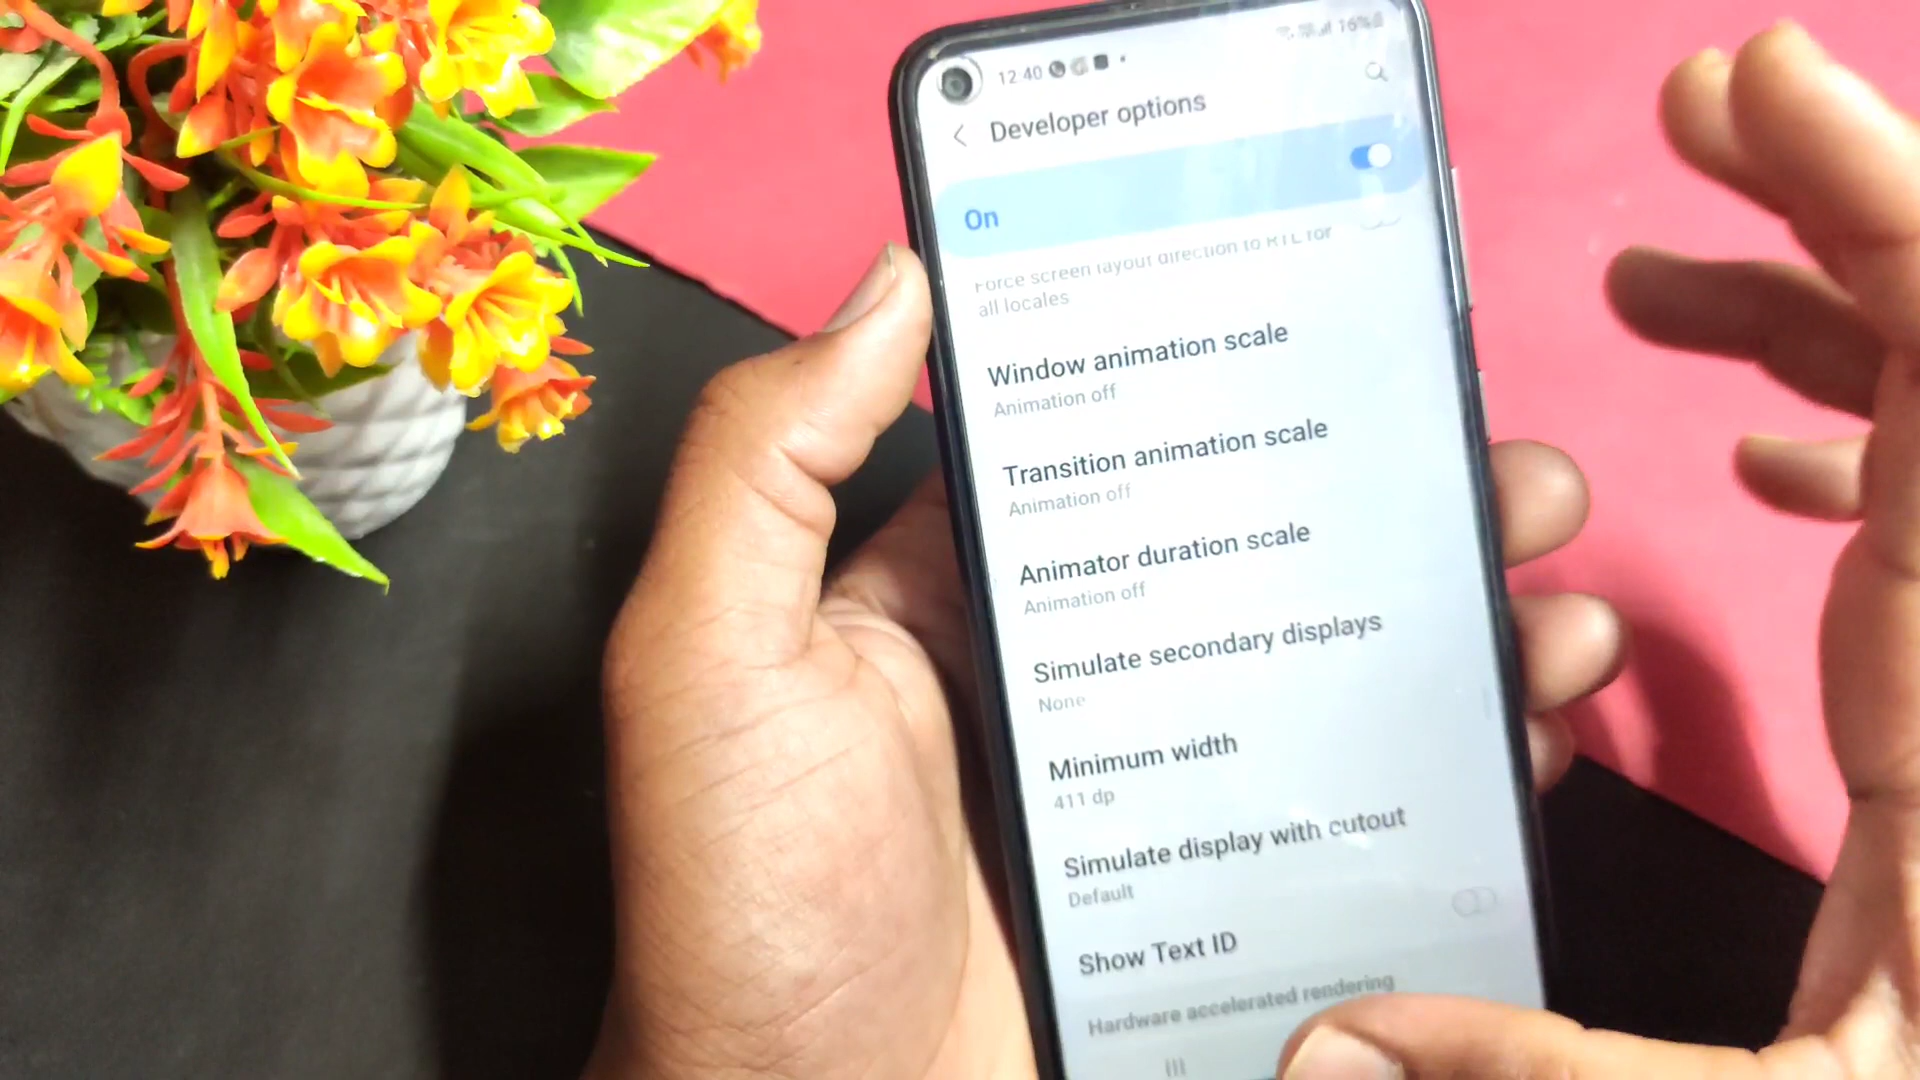 12:40
16%
Developer options
On
Force screen layout direction to RTL for
all locales
Window animation scale
Animation off
Transition animation scale
Animation off
Animator duration scale
Animation off
Simulate secondary displays
None
Minimum width
411 dp
Simulate display with cutout
Default
Show Text ID
Hardware accelerated rendering